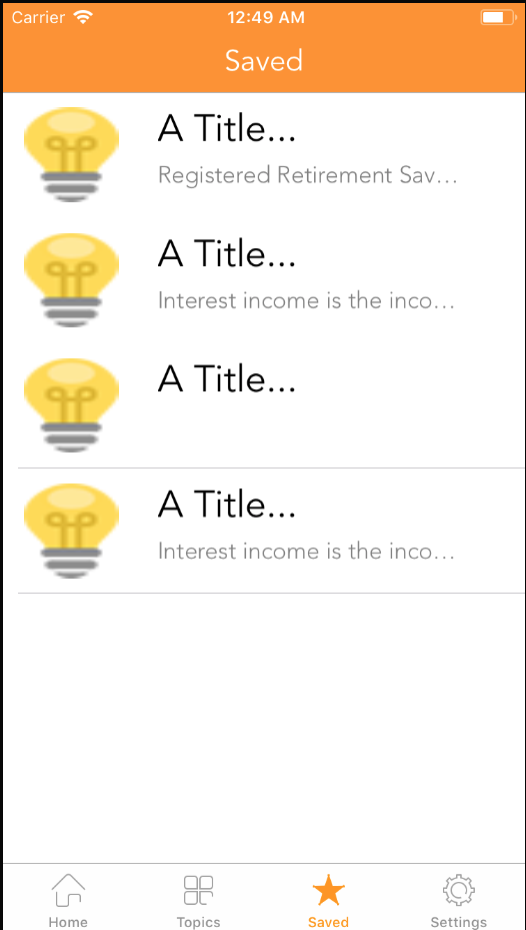 Carrier 12:49 AM
Saved
A Title...
Registered Retirement Sav...
A Title...
Interest income is the inco...
A Title...
A Title...
Interest income is the inco...
Home Topics Saved Settings